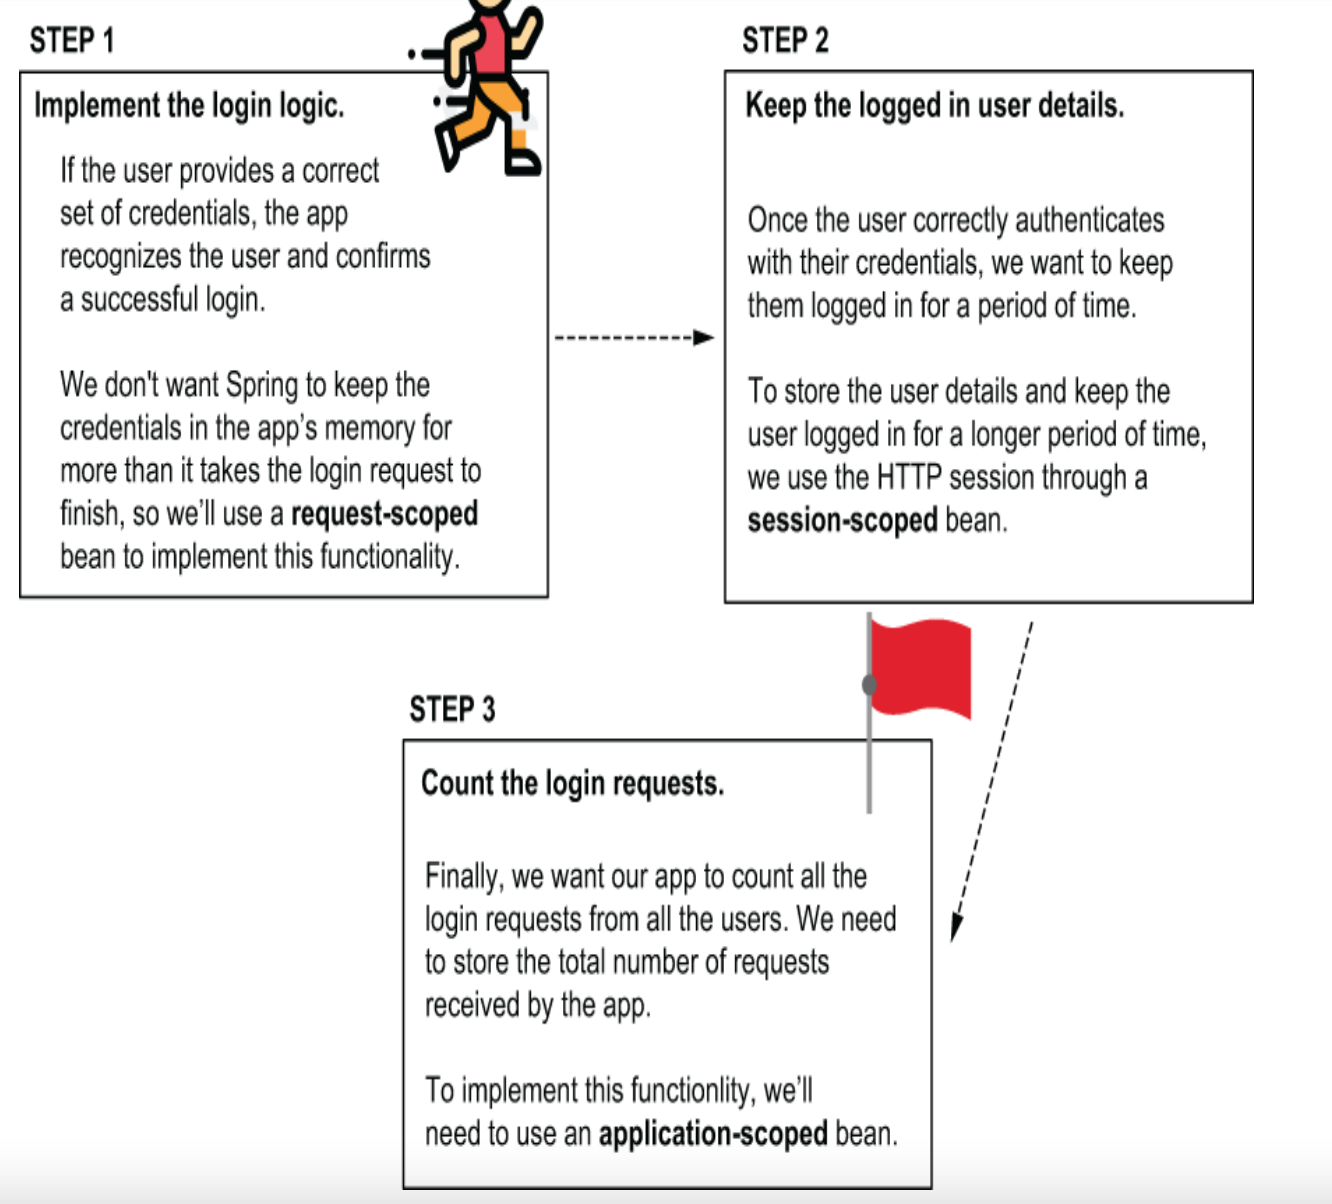 STEP 1
Implement the login logic.
If the user provides a correct
set of credentials, the app
recognizes the user and confirms
a successful login.
We don't want Spring to keep the
credentials in the app's memory for
more than it takes the login request to
finish, so we'll use a request-scoped
bean to implement this functionality.
STEP 2
Keep the logged in user details.
Once the user correctly authenticates
with their credentials, we want to keep
them logged in for a period of time.
To store the user details and keep the
user logged in for a longer period of time,
we use the HTTP session through a
session-scoped bean.
STEP 3
Count the login requests.
Finally, we want our app to count all the
login requests from all the users. We need
to store the total number of requests
received by the app.
To implement this functionlity, we'll
need to use an application-scoped bean.